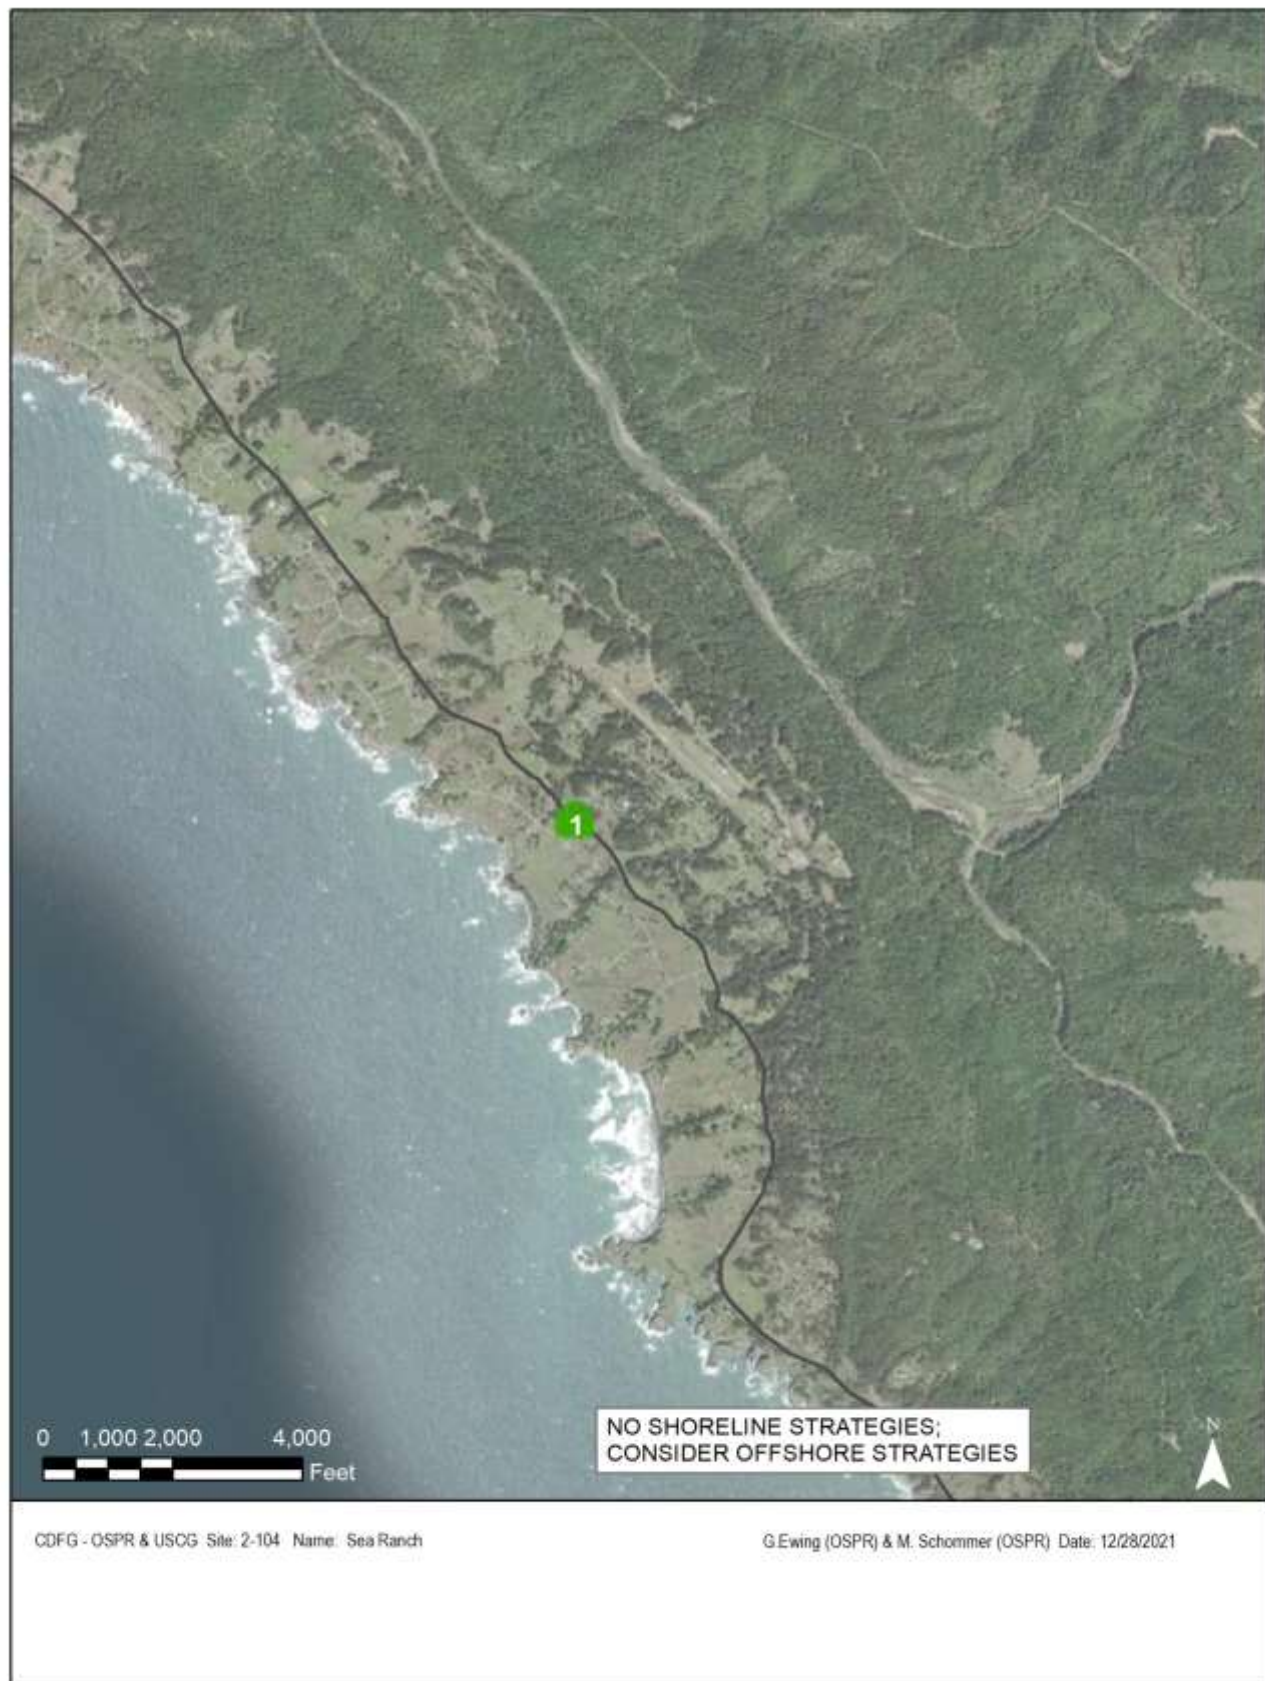 1
0 1,000 2,000 4,000
Feet
NO SHORELINE STRATEGIES;
CONSIDER OFFSHORE STRATEGIES
N
CDFG - OSPR & USCG Site: 2-104 Name: Sea Ranch
G.Ewing (OSPR) & M. Schommer (OSPR) Date: 12/28/2021